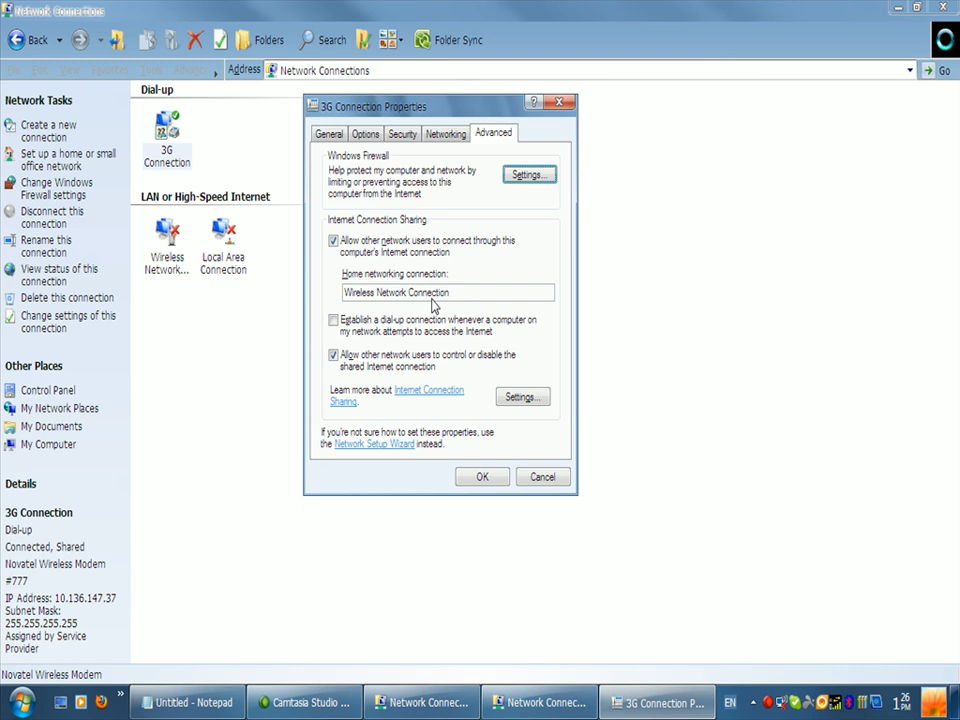 Network Connections
Back
Folders
Search
Folder Sync
Address
Network Connections
Go
Network Tasks
Create a new
connection
Set up a home or small
office network
Change Windows
Firewall settings
Disconnect this
connection
Rename this
connection
View status of this
connection
Delete this connection
Change settings of this
connection
Other Places
Control Panel
My Network Places
My Documents
My Computer
Details
3G Connection
Dial-up
Connected, Shared
Novatel Wireless Modem
#777
IP Address: 10.136.147.37
Subnet Mask:
255.255.255.255
Assigned by Service
Provider
Dial-up
3G
Connection
LAN or High-Speed Internet
Wireless
Network...
Local Area
Connection
3G Connection Properties
General
Options
Security
Networking
Advanced
Windows Firewall
Help protect my computer and network by
limiting or preventing access to this
computer from the Internet
Settings...
Internet Connection Sharing
Allow other network users to connect through this
computer's Internet connection
Home networking connection:
Wireless Network Connection
Establish a dial-up connection whenever a computer on
my network attempts to access the Internet
Allow other network users to control or disable the
shared Internet connection
Learn more about Internet Connection
Sharing.
Settings...
If you're not sure how to set these properties, use
the Network Setup Wizard instead.
OK
Cancel
Novatel Wireless Modem
Untitled - Notepad
Camtasia Studio ...
Network Connec...
Network Connec...
3G Connection P...
EN
1 26
PM